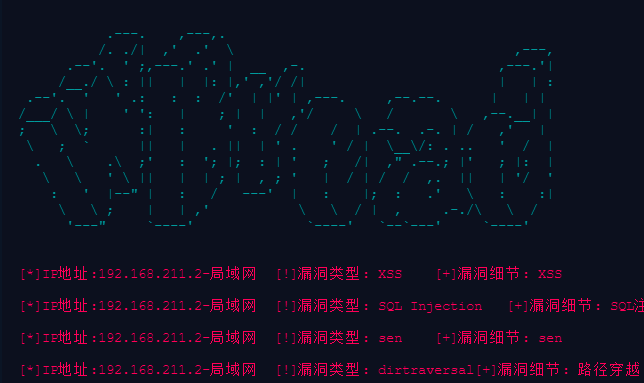 [*]IP地址:192.168.211.2-局域网 [!]漏洞类型: XSS [+]漏洞细节: XSS
[*]IP地址:192.168.211.2-局域网 [!]漏洞类型: SQL Injection [+]漏洞细节: SQL注
[*]IP地址:192.168.211.2-局域网 [!]漏洞类型: sen [+]漏洞细节: sen
[*]IP地址:192.168.211.2-局域网 [!]漏洞类型: dirtraversal[+]漏洞细节: 路径穿越